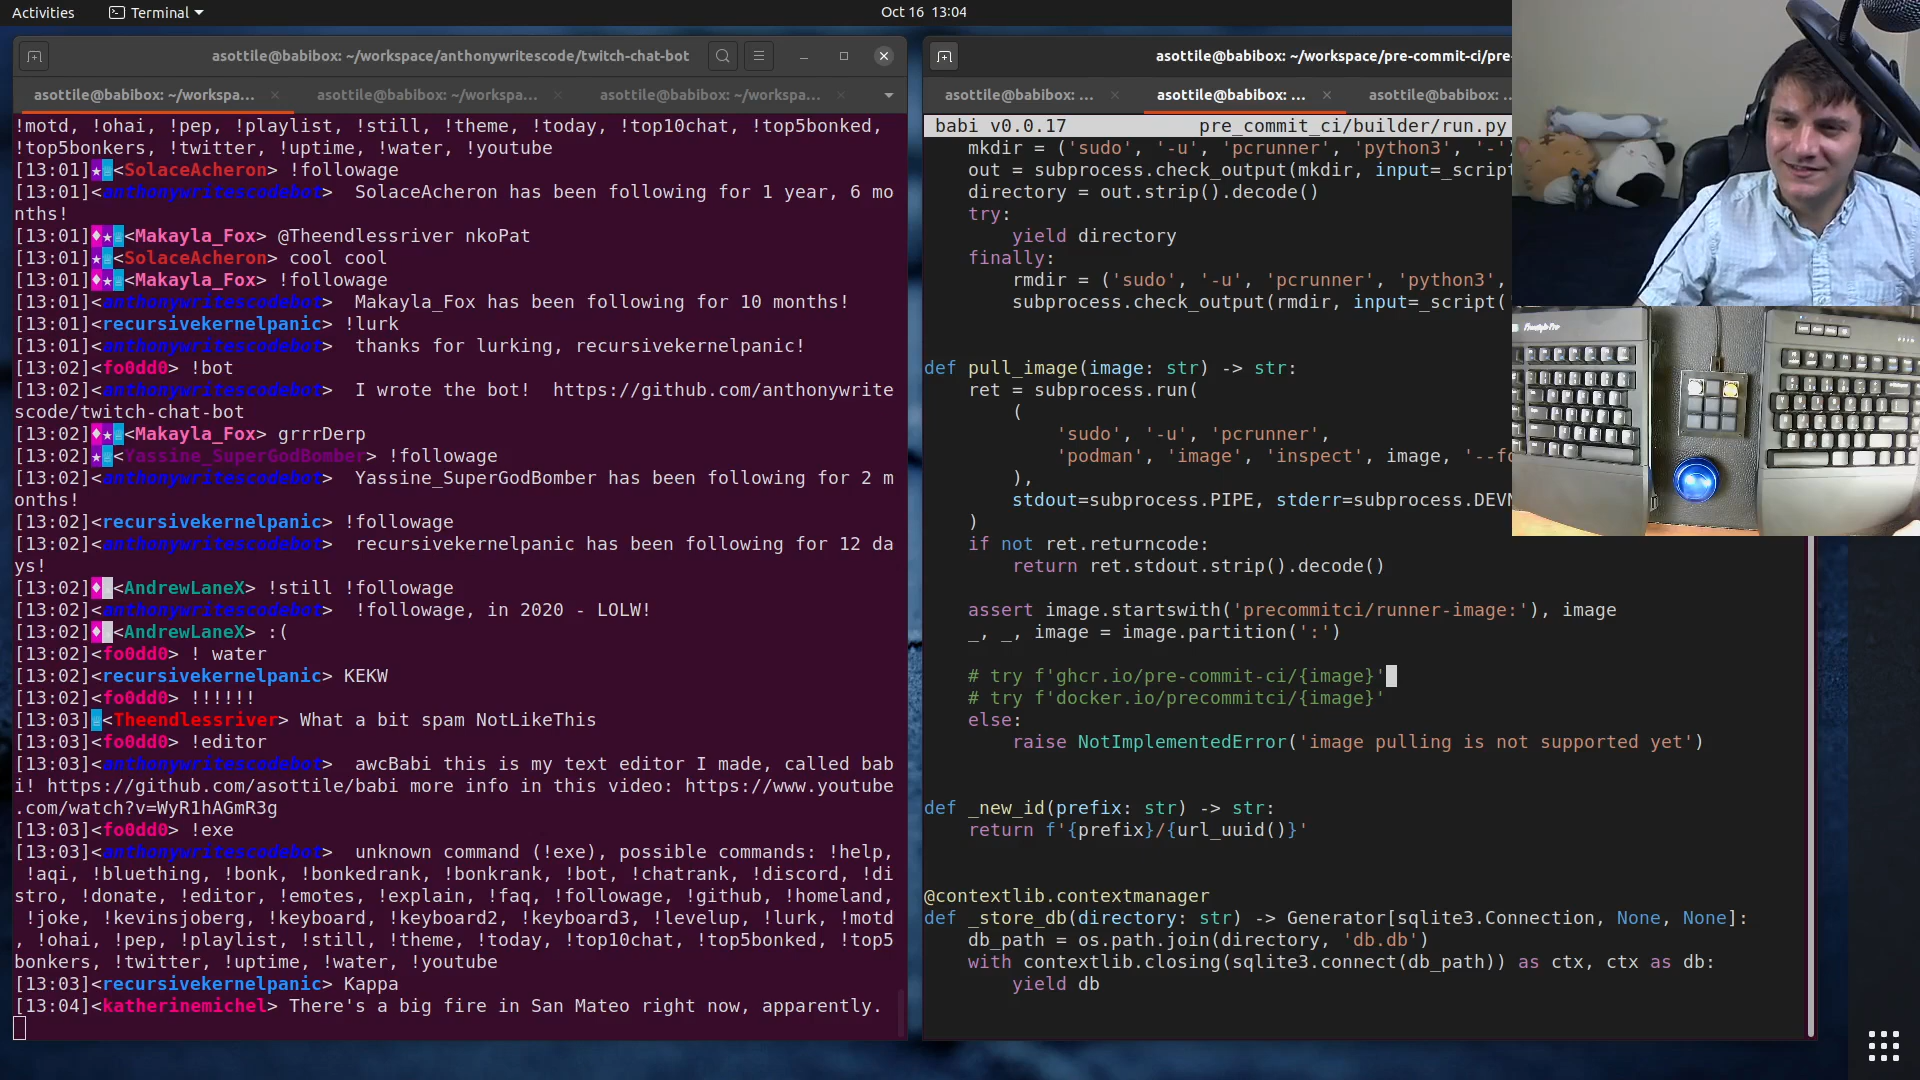 Activities
Terminal
Oct 16 13:04
asottile@babibox: ~/workspace/anthonywritescode/twitch-chat-bot
asottile@babibox: ~/workspa...
asottile@babibox: ~/workspa...
asottile@babibox: ~/workspa...
!motd, !ohai, !pep, !playlist, !still, !theme, !today, !top10chat, !top5bonked,
!top5bonkers, !twitter, !uptime, !water, !youtube
[13:01]<SolaceAcheron> !followage
[13:01]<anthonywritescodebot>  SolaceAcheron has been following for 1 year, 6 mo
nths!
[13:01]<Makayla_Fox> @Theendlessriver nkoPat
[13:01]<SolaceAcheron> cool cool
[13:01]<Makayla_Fox> !followage
[13:01]<anthonywritescodebot>  Makayla_Fox has been following for 10 months!
[13:01]<recursivekernelpanic> !lurk
[13:01]<anthonywritescodebot>  thanks for lurking, recursivekernelpanic!
[13:02]<fo0dd0> !bot
[13:02]<anthonywritescodebot>  I wrote the bot!  https://github.com/anthonywrite
scode/twitch-chat-bot
[13:02]<Makayla_Fox> grrrDerp
[13:02]<Yassine_SuperGodBomber> !followage
[13:02]<anthonywritescodebot>  Yassine_SuperGodBomber has been following for 2 m
onths!
[13:02]<recursivekernelpanic> !followage
[13:02]<anthonywritescodebot>  recursivekernelpanic has been following for 12 da
ys!
[13:02]<AndrewLaneX> !still !followage
[13:02]<anthonywritescodebot>  !followage, in 2020 - LOLW!
[13:02]<AndrewLaneX> :(
[13:02]<fo0dd0> ! water
[13:02]<recursivekernelpanic> KEKW
[13:02]<fo0dd0> !!!!!!
[13:03]<Theendlessriver> What a bit spam NotLikeThis
[13:03]<fo0dd0> !editor
[13:03]<anthonywritescodebot>  awcBabi this is my text editor I made, called bab
i! https://github.com/asottile/babi more info in this video: https://www.youtube
.com/watch?v=WyR1hAGmR3g
[13:03]<fo0dd0> !exe
[13:03]<anthonywritescodebot>  unknown command (!exe), possible commands: !help,
 !aqi, !bluething, !bonk, !bonkedrank, !bonkrank, !bot, !chatrank, !discord, !di
stro, !donate, !editor, !emotes, !explain, !faq, !followage, !github, !homeland,
 !joke, !kevinsjoberg, !keyboard, !keyboard2, !keyboard3, !levelup, !lurk, !motd
, !ohai, !pep, !playlist, !still, !theme, !today, !top10chat, !top5bonked, !top5
bonkers, !twitter, !uptime, !water, !youtube
[13:03]<recursivekernelpanic> Kappa
[13:04]<katherinemichel> There's a big fire in San Mateo right now, apparently.
asottile@babibox: ~/workspace/pre-commit-ci/pre-
asottile@babibox: ...
asottile@babibox: ...
asottile@babibox: ...
babi v0.0.17 pre_commit_ci/builder/run.py
    mkdir = ('sudo', '-u', 'pcrunner', 'python3', '-')
    out = subprocess.check_output(mkdir, input=_script
    directory = out.strip().decode()
    try:
        yield directory
    finally:
        rmdir = ('sudo', '-u', 'pcrunner', 'python3',
        subprocess.check_output(rmdir, input=_script('
def pull_image(image: str) -> str:
    ret = subprocess.run(
        (
            'sudo', '-u', 'pcrunner',
            'podman', 'image', 'inspect', image, '--fo
        ),
        stdout=subprocess.PIPE, stderr=subprocess.DEVN
    )
    if not ret.returncode:
        return ret.stdout.strip().decode()
    assert image.startswith('precommitci/runner-image:'), image
    _, _, image = image.partition(':')
    # try f'ghcr.io/pre-commit-ci/{image}'
    # try f'docker.io/precommitci/{image}'
    else:
        raise NotImplementedError('image pulling is not supported yet')
def _new_id(prefix: str) -> str:
    return f'{prefix}/{url_uuid()}'
@contextlib.contextmanager
def _store_db(directory: str) -> Generator[sqlite3.Connection, None, None]:
    db_path = os.path.join(directory, 'db.db')
    with contextlib.closing(sqlite3.connect(db_path)) as ctx, ctx as db:
        yield db
Freestyle Pro